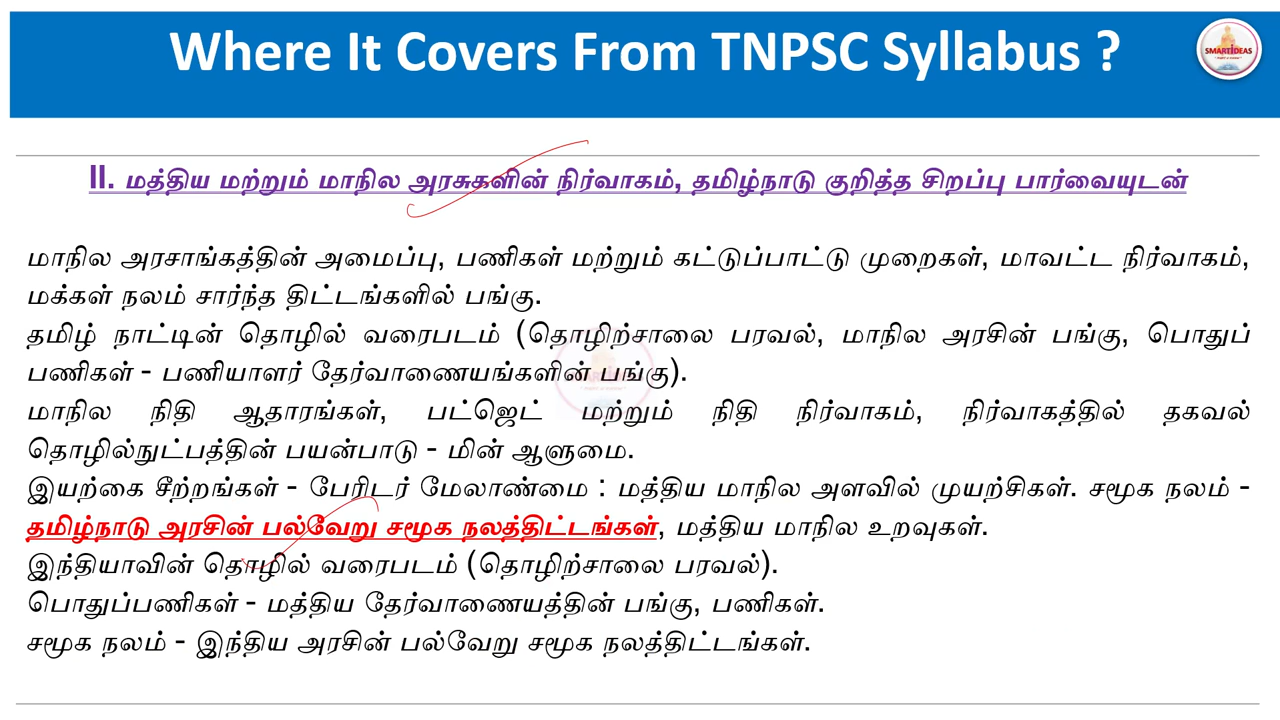 Where It Covers From TNPSC Syllabus ?
SMARTIDEAS
II. மத்திய மற்றும் மாநில அரசுகளின் நிர்வாகம், தமிழ்நாடு குறித்த சிறப்பு பார்வையுடன்
மாநில அரசாங்கத்தின் அமைப்பு, பணிகள் மற்றும் கட்டுப்பாட்டு முறைகள், மாவட்ட நிர்வாகம்,
மக்கள் நலம் சார்ந்த திட்டங்களில் பங்கு.
தமிழ் நாட்டின் தொழில் வரைபடம் (தொழிற்சாலை பரவல், மாநில அரசின் பங்கு, பொதுப்
பணிகள் - பணியாளர் தேர்வாணையங்களின் பங்கு).
மாநில நிதி ஆதாரங்கள், பட்ஜெட் மற்றும் நிதி நிர்வாகம், நிர்வாகத்தில் தகவல்
தொழில்நுட்பத்தின் பயன்பாடு - மின் ஆளுமை.
இயற்கை சீற்றங்கள் - பேரிடர் மேலாண்மை : மத்திய மாநில அளவில் முயற்சிகள். சமூக நலம் -
தமிழ்நாடு அரசின் பல்வேறு சமூக நலத்திட்டங்கள், மத்திய மாநில உறவுகள்.
இந்தியாவின் தொழில் வரைபடம் (தொழிற்சாலை பரவல்).
பொதுப்பணிகள் - மத்திய தேர்வாணையத்தின் பங்கு, பணிகள்.
சமூக நலம் - இந்திய அரசின் பல்வேறு சமூக நலத்திட்டங்கள்.